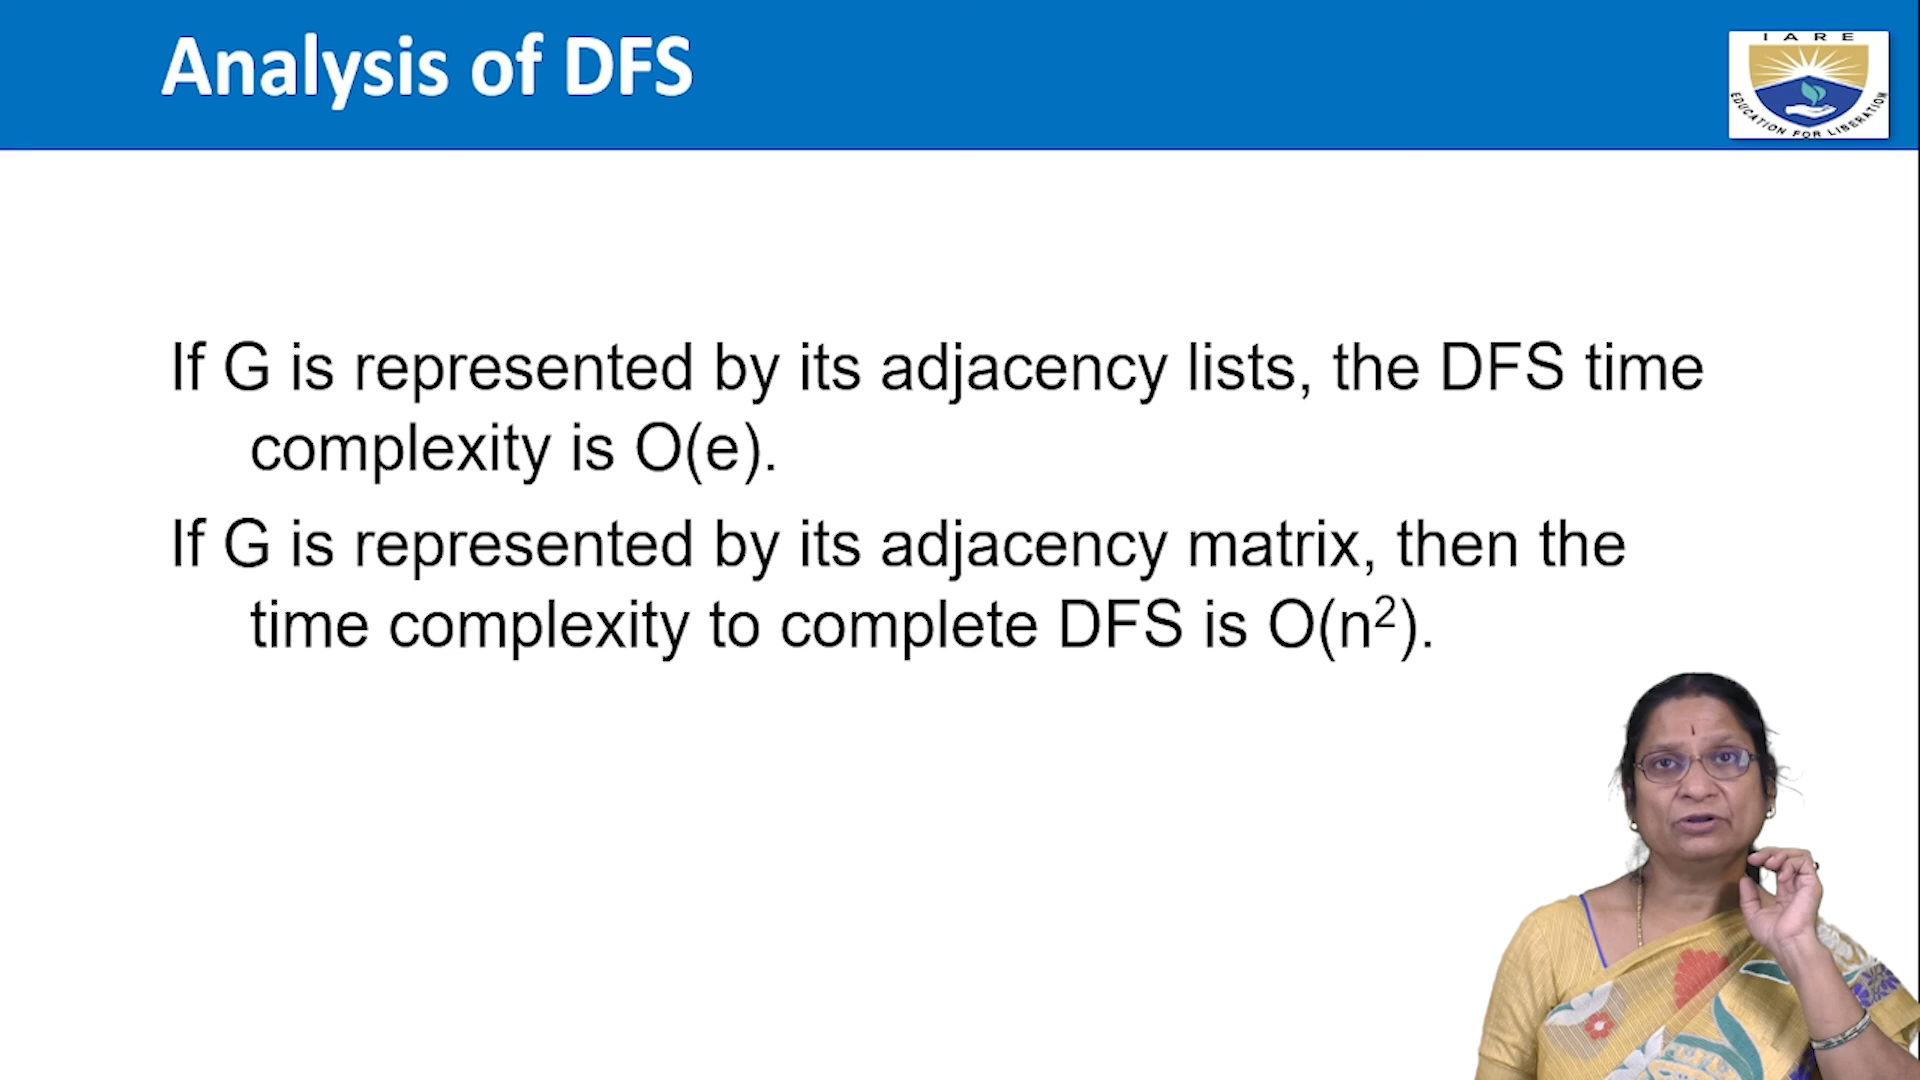 Analysis of DFS
IARE
EDUCATION FOR LIBERATION
If G is represented by its adjacency lists, the DFS time
complexity is O(e).
If G is represented by its adjacency matrix, then the
time complexity to complete DFS is O(n²).